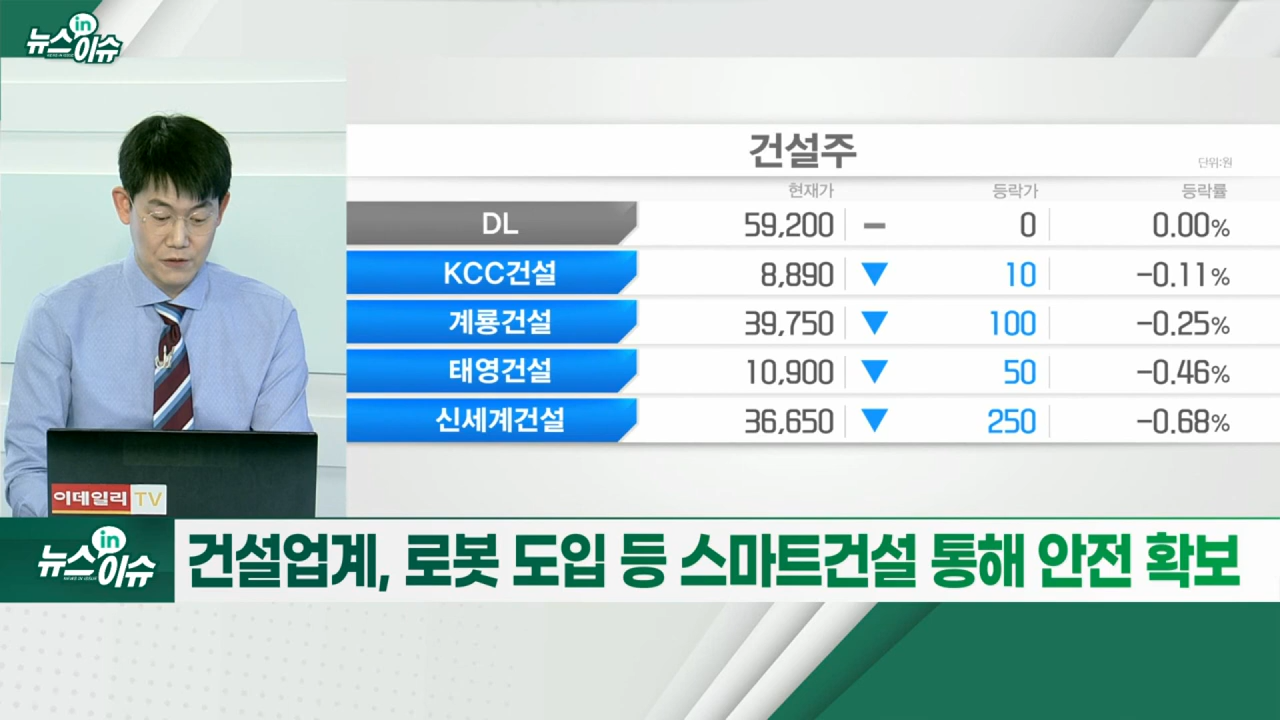 뉴스in이슈
건설주
단위:원
현재가 등락가 등락률
DL 59,200 0 0.00%
KCC건설 8,890 ▼ 10 -0.11%
계룡건설 39,750 ▼ 100 -0.25%
태영건설 10,900 ▼ 50 -0.46%
신세계건설 36,650 ▼ 250 -0.68%
이데일리TV
뉴스in이슈
NEWS IN ISSUE
건설업계, 로봇 도입 등 스마트건설 통해 안전 확보